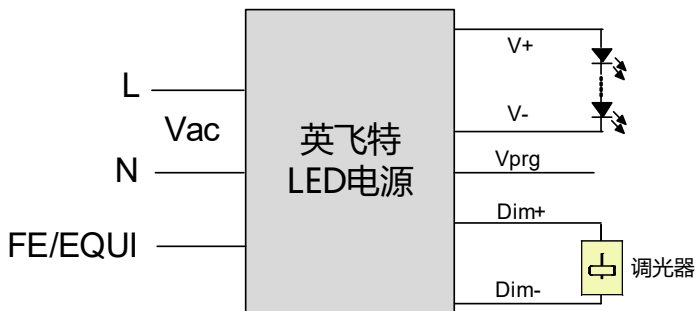 L
Vac
N
FE/EQUI
英飞特
LED电源
V+
V-
Vprg
Dim+
Dim-
调光器